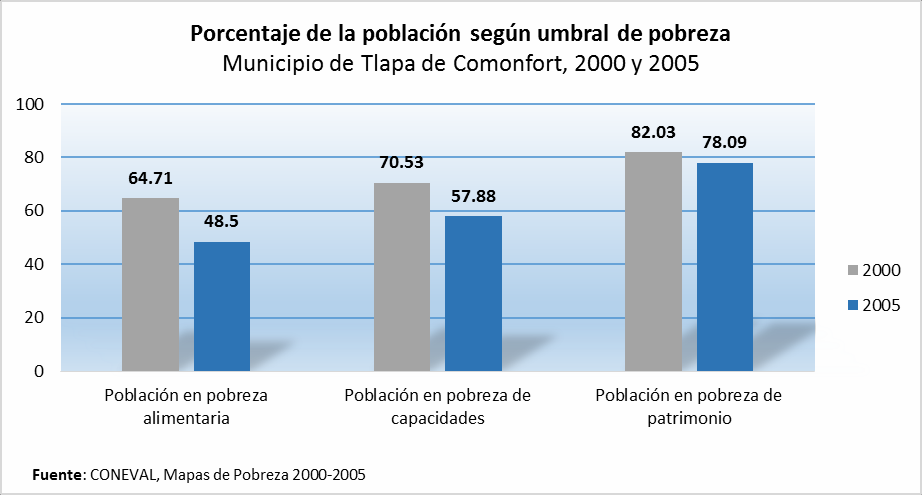 Porcentaje de la población según umbral de pobreza
Municipio de Tlapa de Comonfort, 2000 y 2005
100
80
60
40
20
0
64.71
48.5
70.53
57.88
82.03
78.09
2000
2005
Población en pobreza
alimentaria
Población en pobreza de
capacidades
Población en pobreza de
patrimonio
Fuente: CONEVAL, Mapas de Pobreza 2000-2005